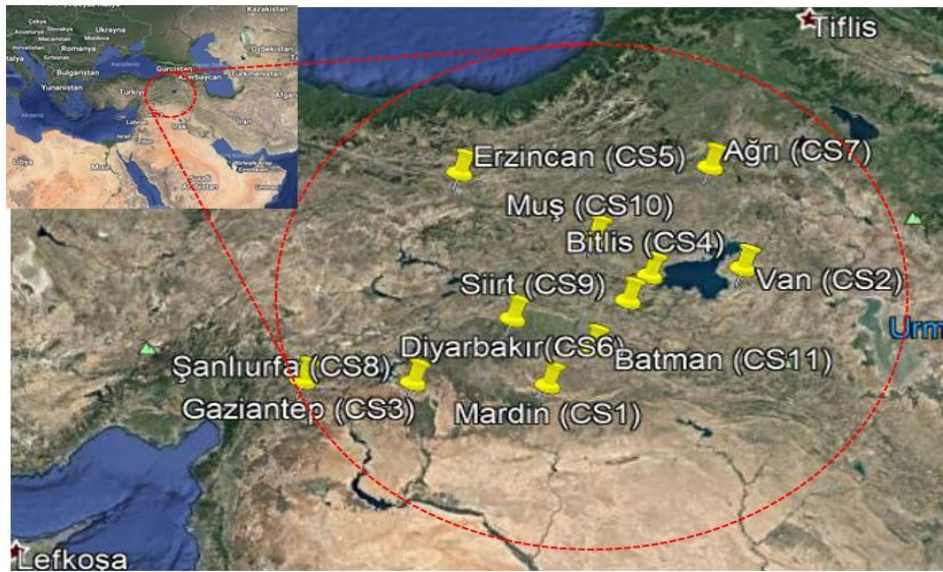 Kazakistan
Ukrayna
Romanya
Bulgaristan
Gürcistan
Özbekistan
Azerbaycan
Türkmenistan
Yunanistan
Türkiye
Irak
İran
Libya
Mısır
Suudi
Arabistan
Tiflis
Erzincan (CS5)
Ağrı (CS7)
Muş (CS10)
Bitlis (CS4)
Siirt (CS9)
Van (CS2)
Urm
Diyarbakır(CS6)
Batman (CS11)
Şanlıurfa (CS8)
Gaziantep (CS3)
Mardin (CS1)
Lefkoşa